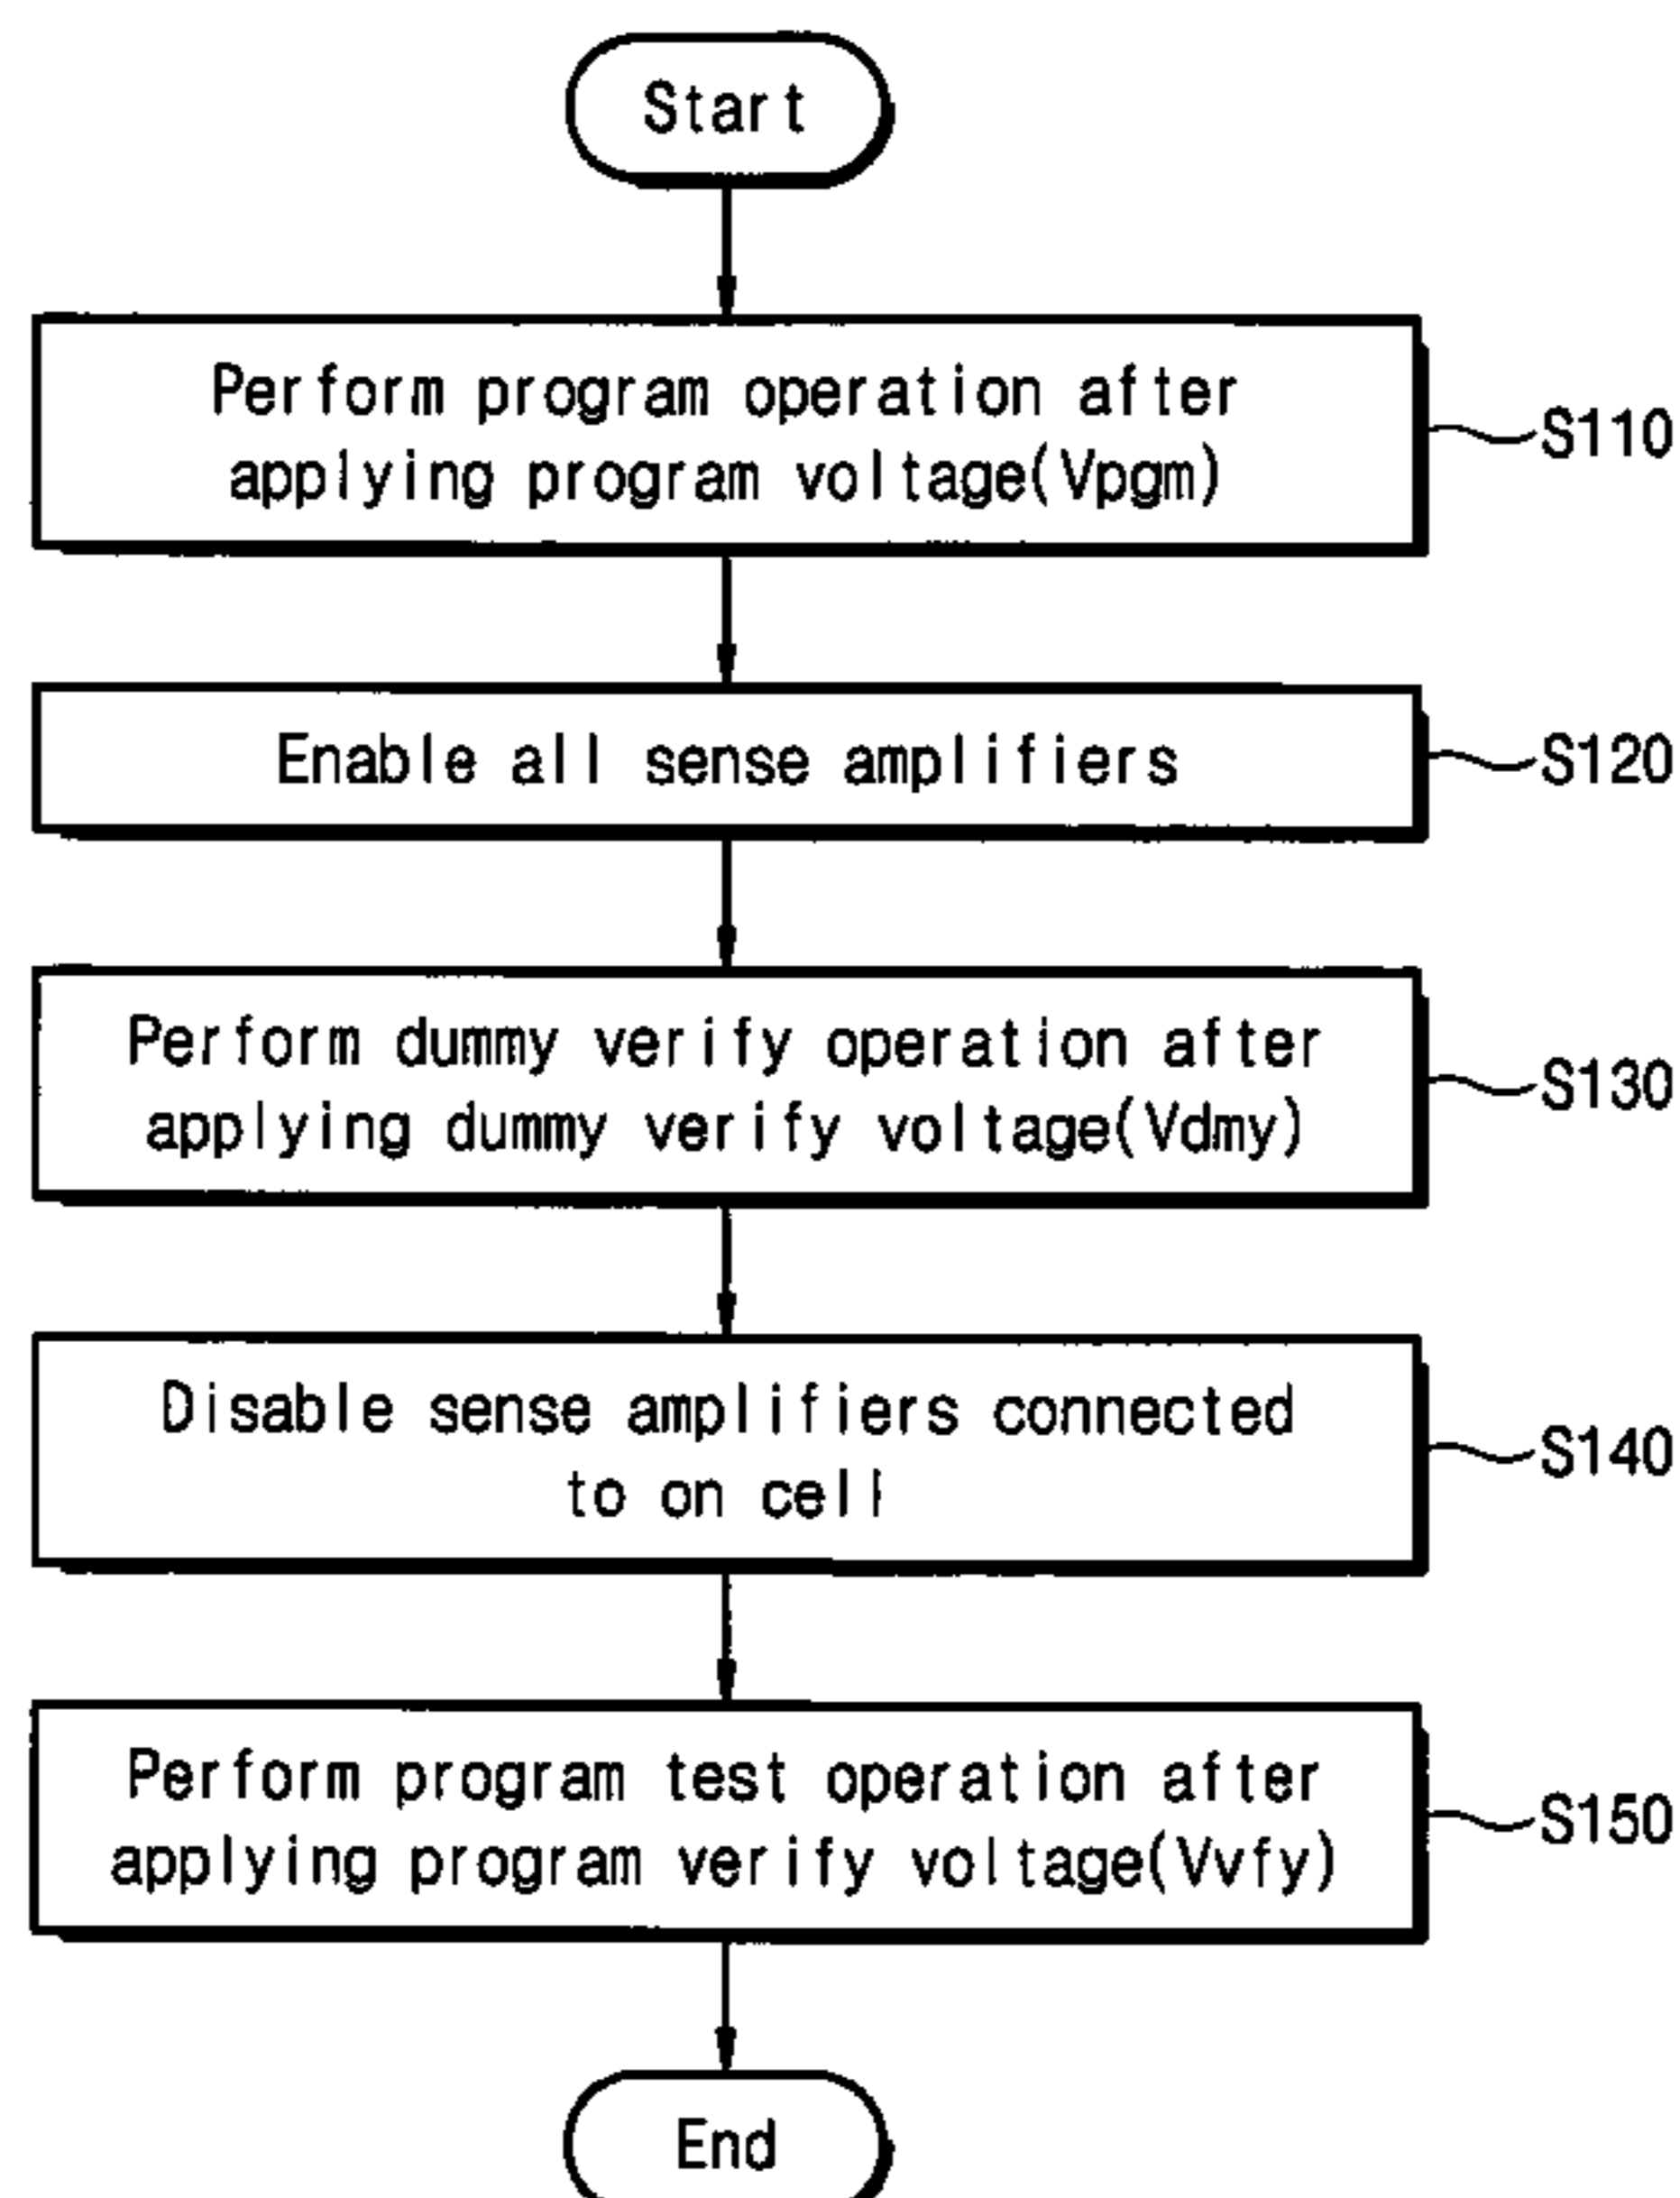 Start
Perform program operation after
applying program voltage(Vpgm)
S110
Enable all sense amplifiers
S120
Perform dummy verify operation after
applying dummy verify voltage(Vdmy)
S130
Disable sense amplifiers connected
to on cell
S140
Perform program test operation after
applying program verify voltage(Vvfy)
S150
End